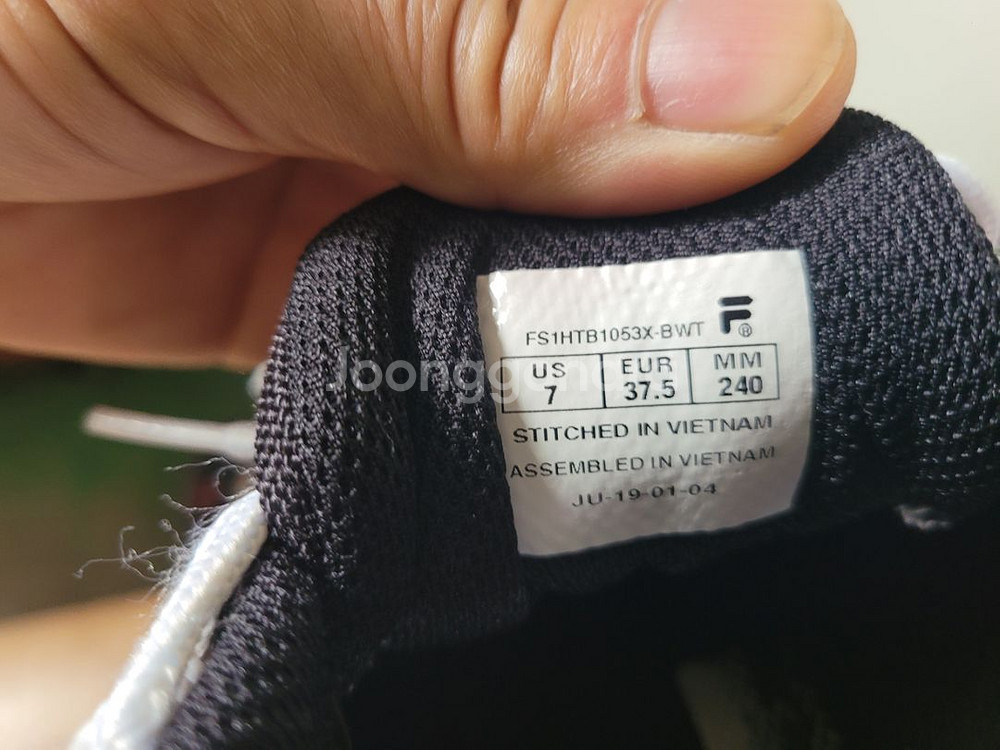 FS1HTB1053X-BWT F®
US EUR MM
7 37.5 240
STITCHED IN VIETNAM
ASSEMBLED IN VIETNAM
JU-19-01-04